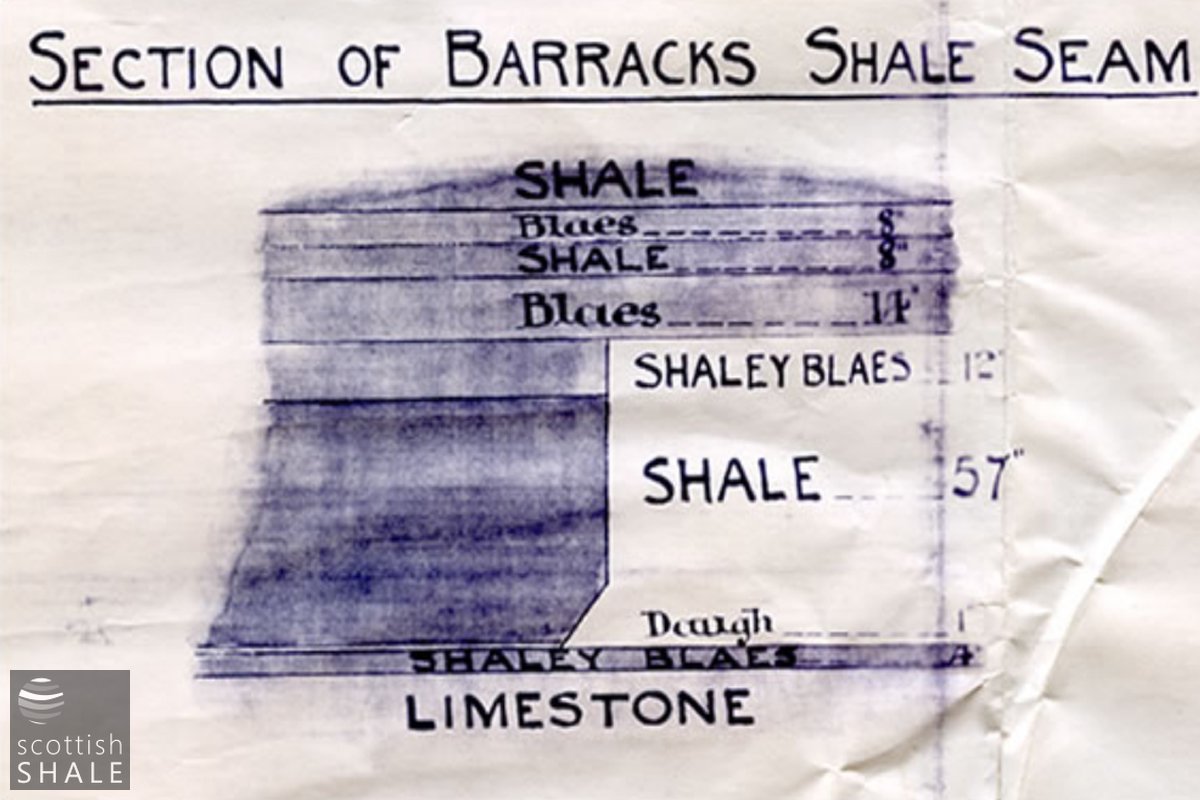 SECTION OF BARRACKS SHALE SEAM
SHALE
Blaes 8"
SHALE 8"
Blaes 14"
SHALEY BLAES 12"
SHALE 57"
Daugh 1"
SHALEY BLAES 4"
LIMESTONE
scottish
SHALE